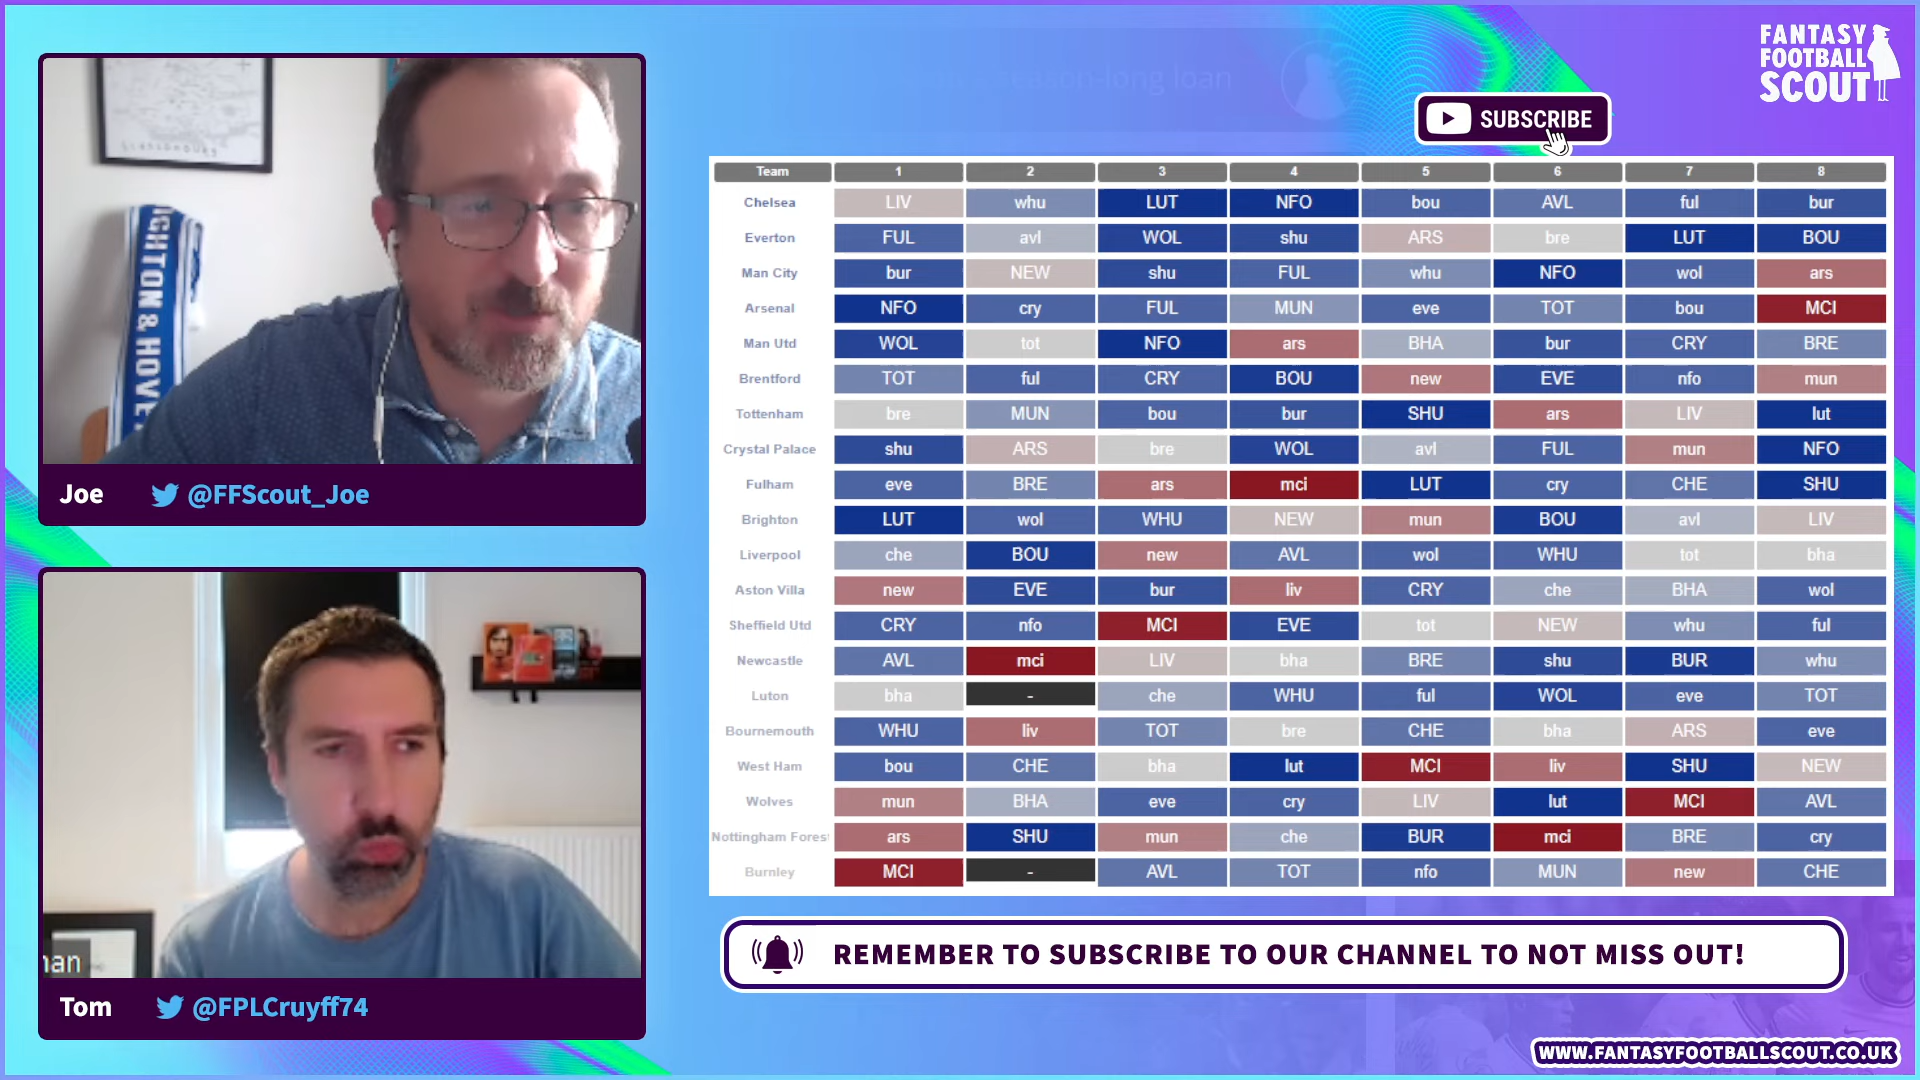 season-long loan
FANTASY
FOOTBALL
SCOUT
SUBSCRIBE
Team 1 2 3 4 5 6 7 8
Chelsea LIV whu LUT NFO bou AVL ful bur
Everton FUL avl WOL shu ARS bre LUT BOU
Man City bur NEW shu FUL whu NFO wol ars
Arsenal NFO cry FUL MUN eve TOT bou MCI
Man Utd WOL tot NFO ars BHA bur CRY BRE
Brentford TOT ful CRY BOU new EVE nfo mun
Tottenham bre MUN bou bur SHU ars LIV lut
Crystal Palace shu ARS bre WOL avl FUL mun NFO
Fulham eve BRE ars mci LUT cry CHE SHU
Brighton LUT wol WHU NEW mun BOU avl LIV
Liverpool che BOU new AVL wol WHU tot bha
Aston Villa new EVE bur liv CRY che BHA wol
Sheffield Utd CRY nfo MCI EVE tot NEW whu ful
Newcastle AVL mci LIV bha BRE shu BUR whu
Luton bha - che WHU ful WOL eve TOT
Bournemouth WHU liv TOT bre CHE bha ARS eve
West Ham bou CHE bha lut MCI liv SHU NEW
Wolves mun BHA eve cry LIV lut MCI AVL
Nottingham Fores ars SHU mun che BUR mci BRE cry
Burnley MCI - AVL TOT nfo MUN new CHE
IGHTON & HOVE
Joe @FFScout_Joe
nan
Tom @FPLCruyff74
REMEMBER TO SUBSCRIBE TO OUR CHANNEL TO NOT MISS OUT!
WWW.FANTASYFOOTBALLSCOUT.CO.UK